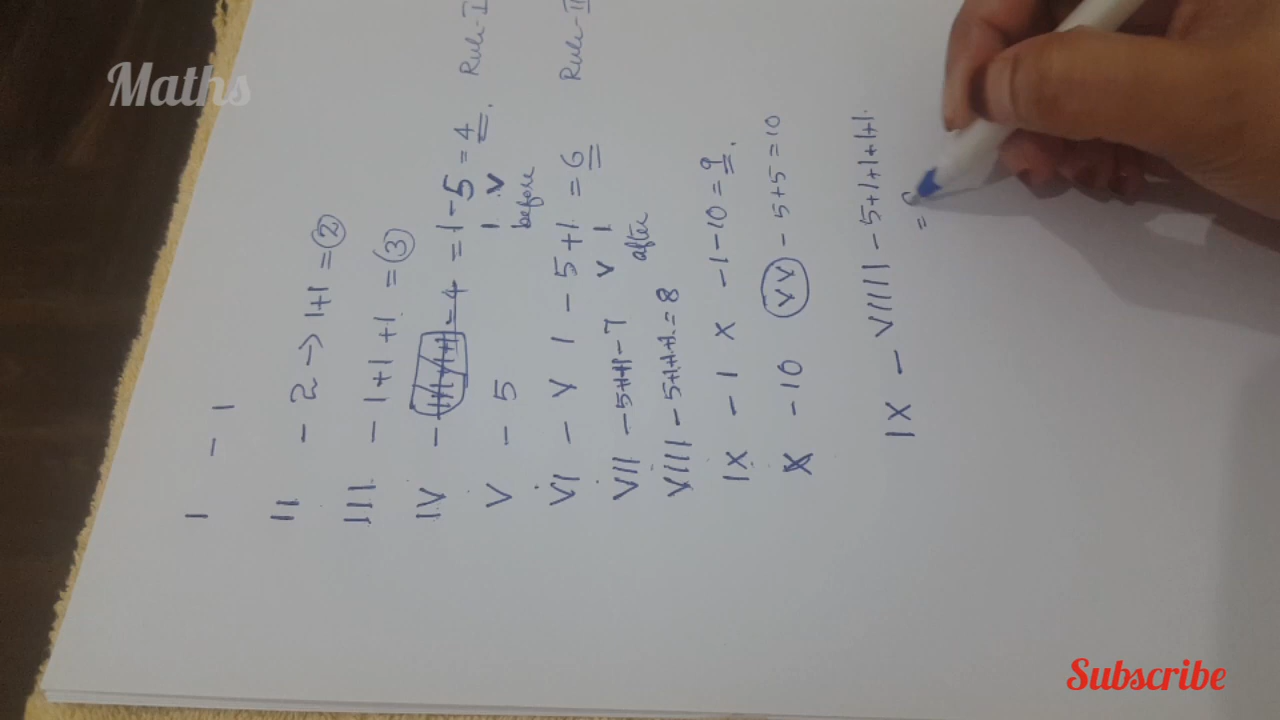 Maths
I - 1
II - 2 → 1+1 = 2
III - 1+1+1 = 3
IV - 4 = 1-5 = 4. Rule-I
I V
before
V - 5
VI - V I - 5+1 = 6 Rule-II
V I
after
VII - 5+1+1 - 7
VIII - 5+1+1+1 = 8
IX - I X - 1-10 = 9.
X - 10 VV - 5+5 = 10
IX - VIIII - 5+1+1+1+1.
=
Subscribe